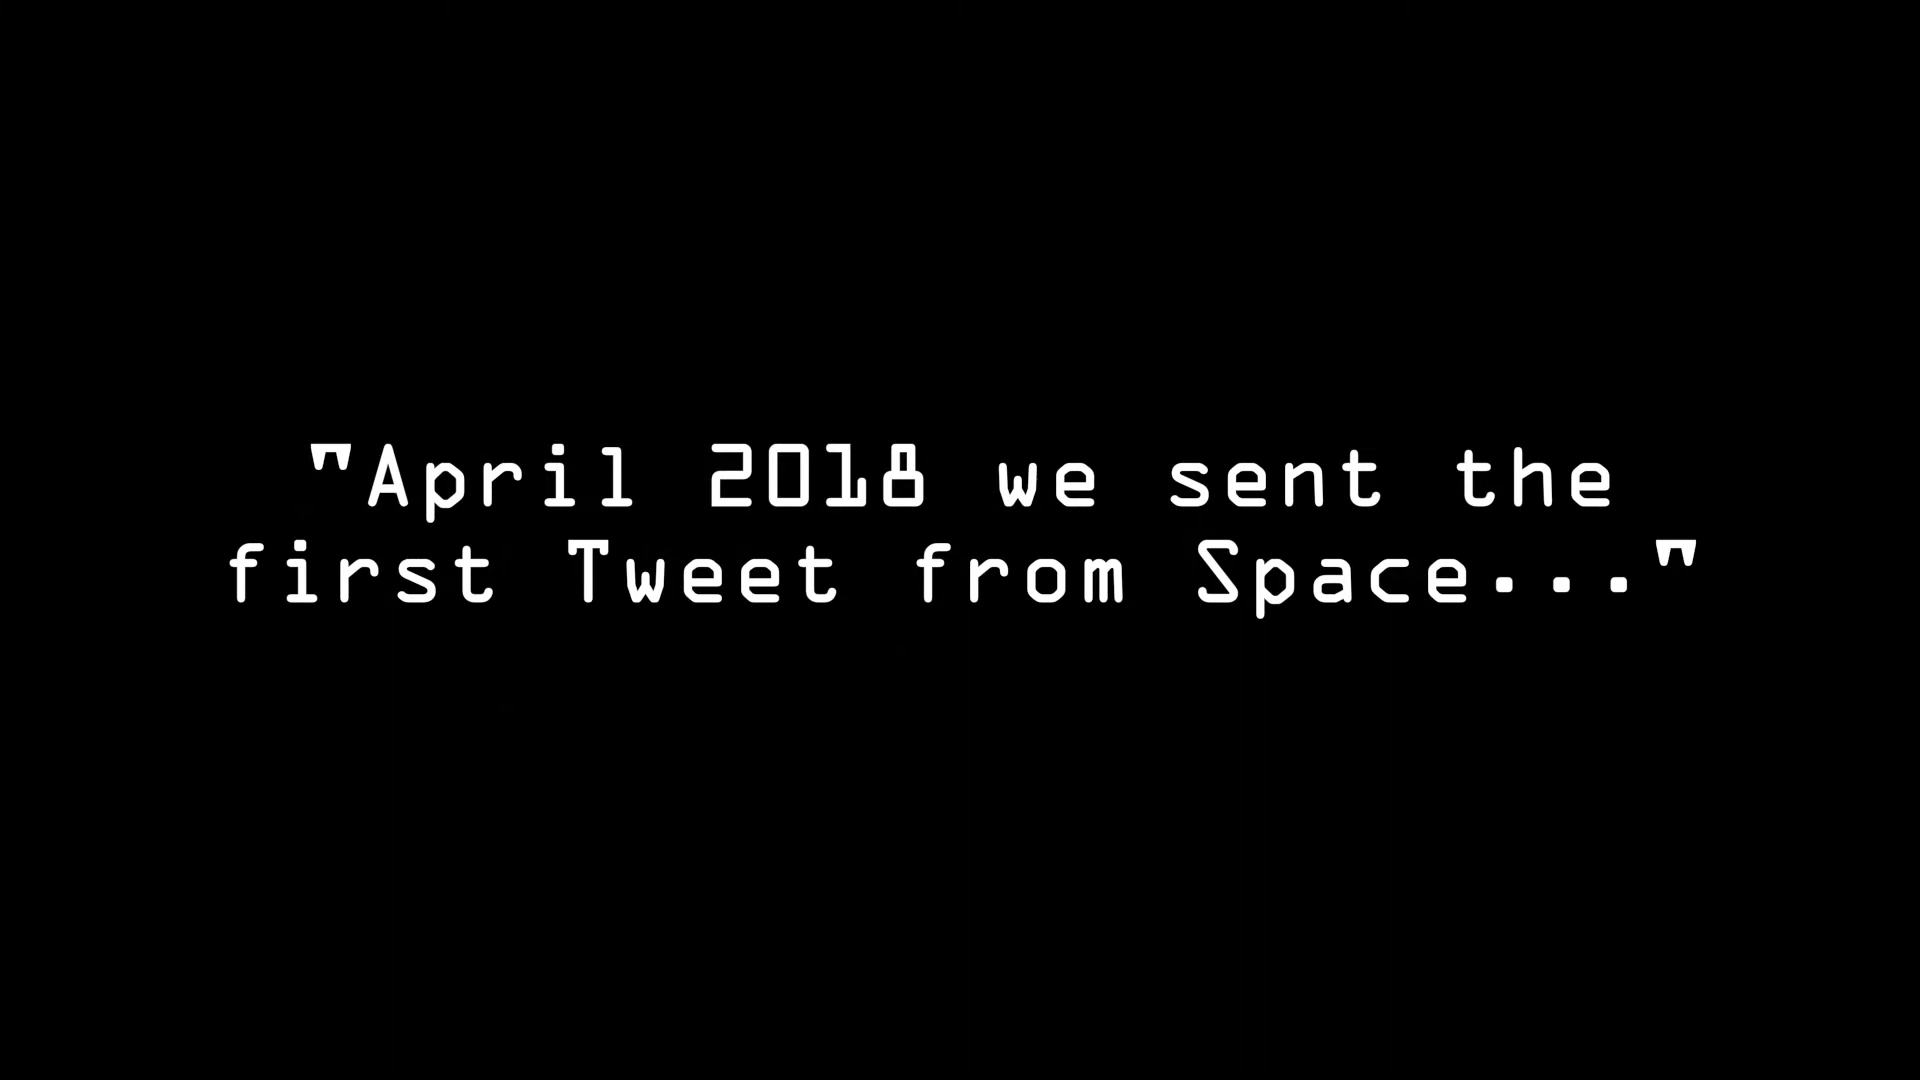 "April 2018 we sent the
first Tweet from Space..."